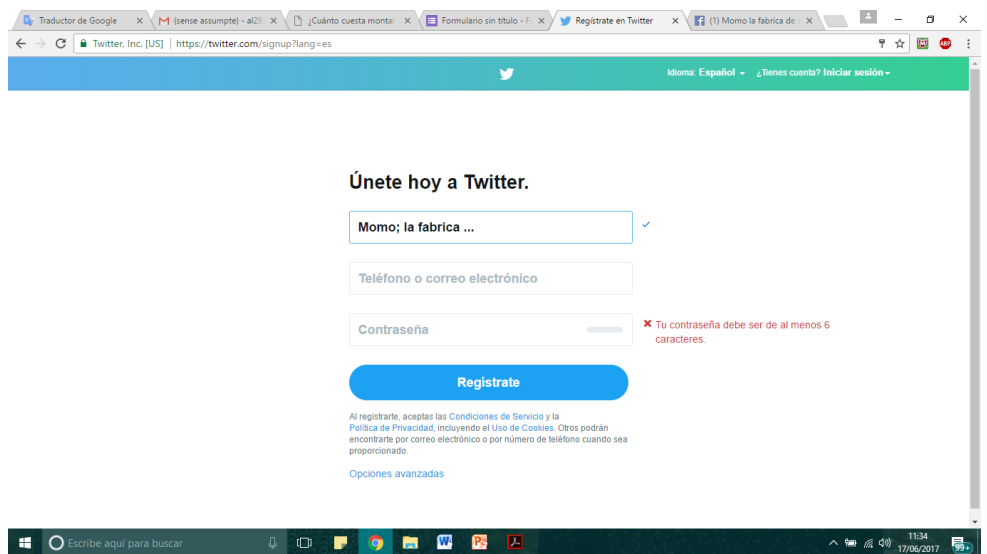 Traductor de Google
M (sense assumpte) - al28
¿Cuánto cuesta montar
Formulario sin título - F
Regístrate en Twitter
(1) Momo la fabrica de
Twitter, Inc. [US] | https://twitter.com/signup?lang=es
ABP
Idioma: Español ¿Tienes cuenta? Iniciar sesión
Únete hoy a Twitter.
Momo; la fabrica ...
Teléfono o correo electrónico
Contraseña
Tu contraseña debe ser de al menos 6
caracteres.
Regístrate
Al registrarte, aceptas las Condiciones de Servicio y la
Política de Privacidad, incluyendo el Uso de Cookies. Otros podrán
encontrarte por correo electrónico o por número de teléfono cuando sea
proporcionado.
Opciones avanzadas
Escribe aquí para buscar
11:34
17/06/2017
99+